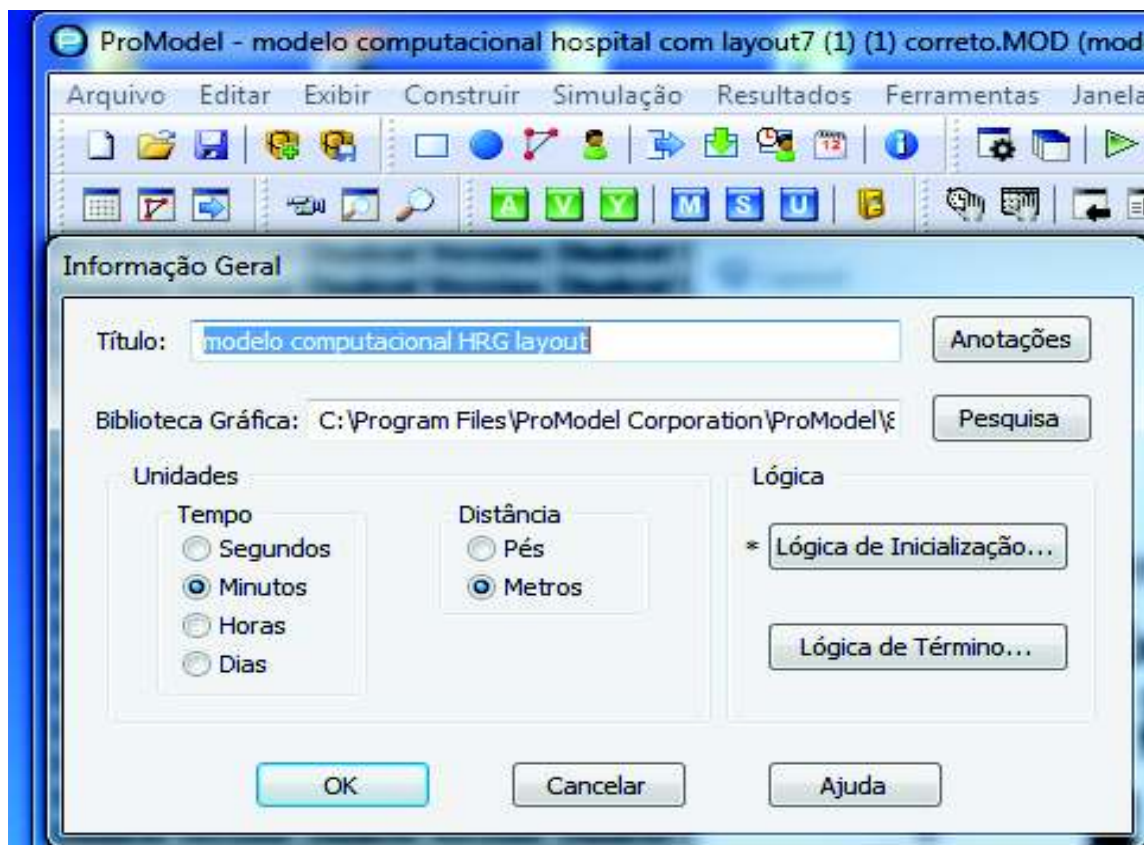 ProModel - modelo computacional hospital com layout7 (1) (1) correto.MOD (mod
Arquivo Editar Exibir Construir Simulação Resultados Ferramentas Janela
12
A V Y M S U
Informação Geral
Título: modelo computacional HRG layout Anotações
Biblioteca Gráfica: C:\Program Files\ProModel Corporation\ProModel\ Pesquisa
Unidades Lógica
Tempo Distância
Segundos Pés * Lógica de Inicialização...
Minutos Metros
Horas
Lógica de Término...
Dias
OK Cancelar Ajuda